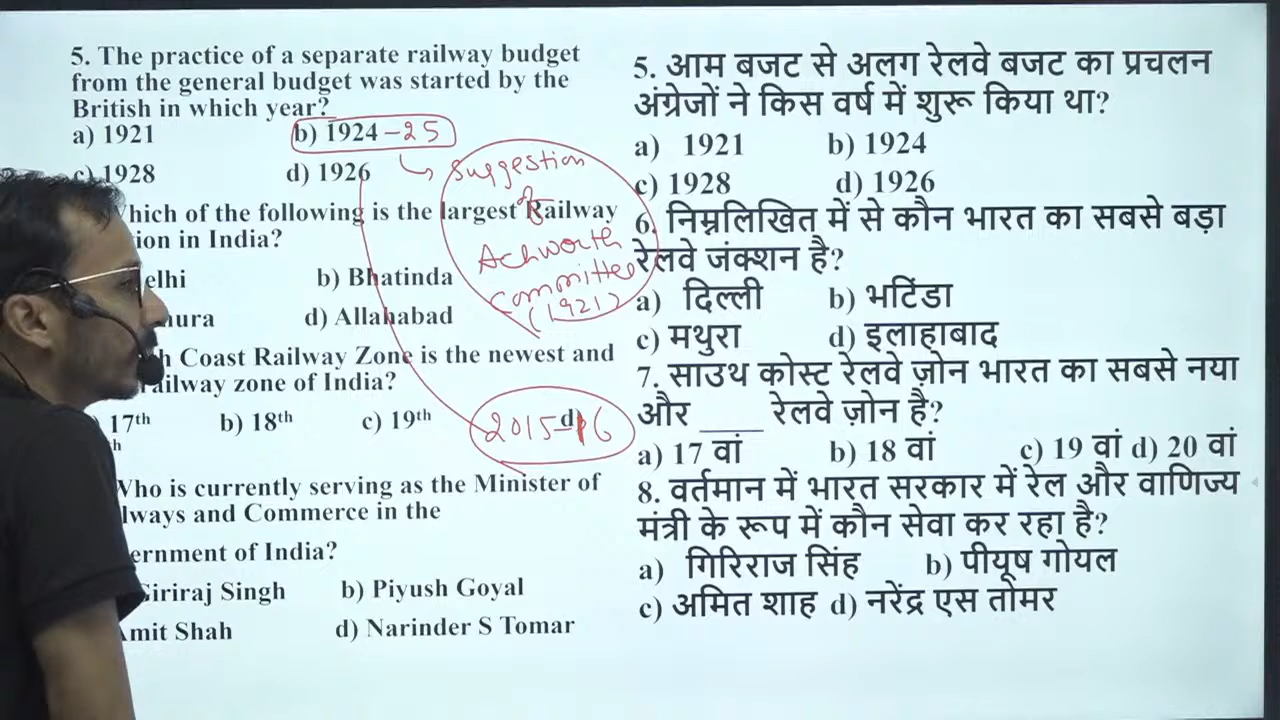 5. The practice of a separate railway budget
from the general budget was started by the
British in which year?
a) 1921 b) 1924 – 25
c) 1928 d) 1926
Suggestion
of
Achworth
Committee
(1921)
hich of the following is the largest Railway
ion in India?
elhi b) Bhatinda
hura d) Allahabad
h Coast Railway Zone is the newest and
ailway zone of India?
17th b) 18th c) 19th d)
h
2015-16
Who is currently serving as the Minister of
lways and Commerce in the
ernment of India?
Giriraj Singh b) Piyush Goyal
mit Shah d) Narinder S Tomar
5. आम बजट से अलग रेलवे बजट का प्रचलन
अंग्रेजों ने किस वर्ष में शुरू किया था?
a) 1921 b) 1924
c) 1928 d) 1926
6. निम्नलिखित में से कौन भारत का सबसे बड़ा
रेलवे जंक्शन है?
a) दिल्ली b) भटिंडा
c) मथुरा d) इलाहाबाद
7. साउथ कोस्ट रेलवे ज़ोन भारत का सबसे नया
और ____ रेलवे ज़ोन है?
a) 17 वां b) 18 वां c) 19 वां d) 20 वां
8. वर्तमान में भारत सरकार में रेल और वाणिज्य
मंत्री के रूप में कौन सेवा कर रहा है?
a) गिरिराज सिंह b) पीयूष गोयल
c) अमित शाह d) नरेंद्र एस तोमर